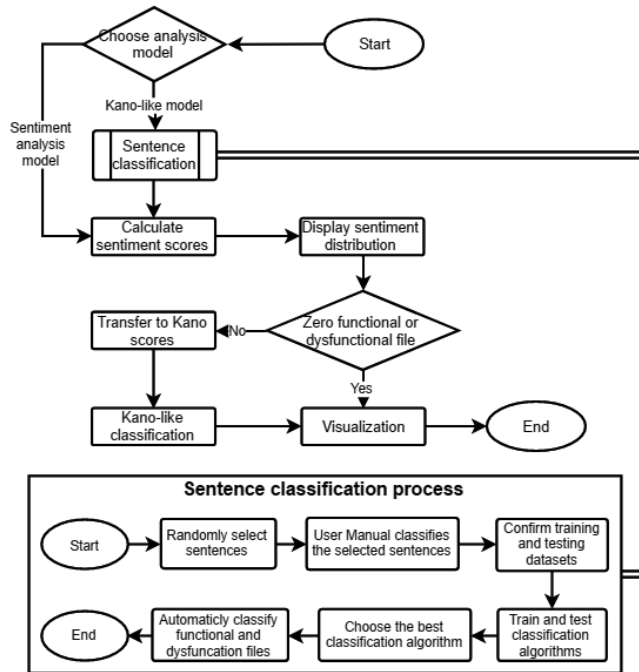 Choose analysis
model
Start
Kano-like model
Sentiment
analysis
model
Sentence
classification
Calculate
sentiment scores
Display sentiment
distribution
Transfer to Kano
scores
No
Zero functional or
dysfunctional file
Yes
Kano-like
classification
Visualization
End
Sentence classification process
Start
Randomly select
sentences
User Manual classifies
the selected sentences
Confirm training
and testing
datasets
End
Automaticly classify
functional and
dysfuncation files
Choose the best
classification algorithm
Train and test
classification
algorithms